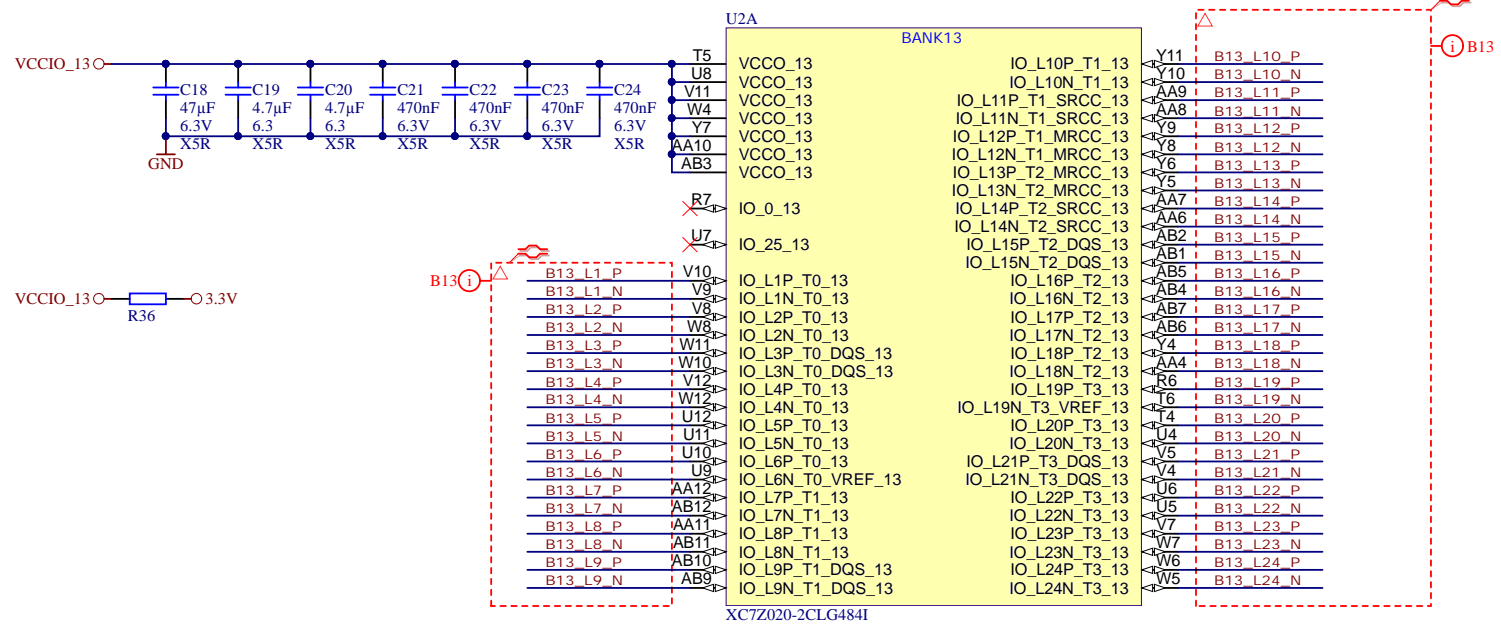 U2A
BANK13
VCCIO_13
C18
47µF
6.3V
X5R
C19
4.7µF
6.3
X5R
C20
4.7µF
6.3
X5R
C21
470nF
6.3V
X5R
C22
470nF
6.3V
X5R
C23
470nF
6.3V
X5R
C24
470nF
6.3V
X5R
GND
T5 VCCO_13
U8 VCCO_13
V11 VCCO_13
W4 VCCO_13
Y7 VCCO_13
AA10 VCCO_13
AB3 VCCO_13
R7 IO_0_13
U7 IO_25_13
B13 i
B13_L1_P V10 IO_L1P_T0_13
B13_L1_N V9 IO_L1N_T0_13
B13_L2_P V8 IO_L2P_T0_13
B13_L2_N W8 IO_L2N_T0_13
B13_L3_P W11 IO_L3P_T0_DQS_13
B13_L3_N W10 IO_L3N_T0_DQS_13
B13_L4_P V12 IO_L4P_T0_13
B13_L4_N W12 IO_L4N_T0_13
B13_L5_P U12 IO_L5P_T0_13
B13_L5_N U11 IO_L5N_T0_13
B13_L6_P U10 IO_L6P_T0_13
B13_L6_N U9 IO_L6N_T0_VREF_13
B13_L7_P AA12 IO_L7P_T1_13
B13_L7_N AB12 IO_L7N_T1_13
B13_L8_P AA11 IO_L8P_T1_13
B13_L8_N AB11 IO_L8N_T1_13
B13_L9_P AB10 IO_L9P_T1_DQS_13
B13_L9_N AB9 IO_L9N_T1_DQS_13
VCCIO_13
R36
3.3V
IO_L10P_T1_13 Y11 B13_L10_P
IO_L10N_T1_13 Y10 B13_L10_N
IO_L11P_T1_SRCC_13 AA9 B13_L11_P
IO_L11N_T1_SRCC_13 AA8 B13_L11_N
IO_L12P_T1_MRCC_13 Y9 B13_L12_P
IO_L12N_T1_MRCC_13 Y8 B13_L12_N
IO_L13P_T2_MRCC_13 Y6 B13_L13_P
IO_L13N_T2_MRCC_13 Y5 B13_L13_N
IO_L14P_T2_SRCC_13 AA7 B13_L14_P
IO_L14N_T2_SRCC_13 AA6 B13_L14_N
IO_L15P_T2_DQS_13 AB2 B13_L15_P
IO_L15N_T2_DQS_13 AB1 B13_L15_N
IO_L16P_T2_13 AB5 B13_L16_P
IO_L16N_T2_13 AB4 B13_L16_N
IO_L17P_T2_13 AB7 B13_L17_P
IO_L17N_T2_13 AB6 B13_L17_N
IO_L18P_T2_13 Y4 B13_L18_P
IO_L18N_T2_13 AA4 B13_L18_N
IO_L19P_T3_13 R6 B13_L19_P
IO_L19N_T3_VREF_13 T6 B13_L19_N
IO_L20P_T3_13 T4 B13_L20_P
IO_L20N_T3_13 U4 B13_L20_N
IO_L21P_T3_DQS_13 V5 B13_L21_P
IO_L21N_T3_DQS_13 V4 B13_L21_N
IO_L22P_T3_13 U6 B13_L22_P
IO_L22N_T3_13 U5 B13_L22_N
IO_L23P_T3_13 V7 B13_L23_P
IO_L23N_T3_13 W7 B13_L23_N
IO_L24P_T3_13 W6 B13_L24_P
IO_L24N_T3_13 W5 B13_L24_N
i B13
XC7Z020-2CLG484I